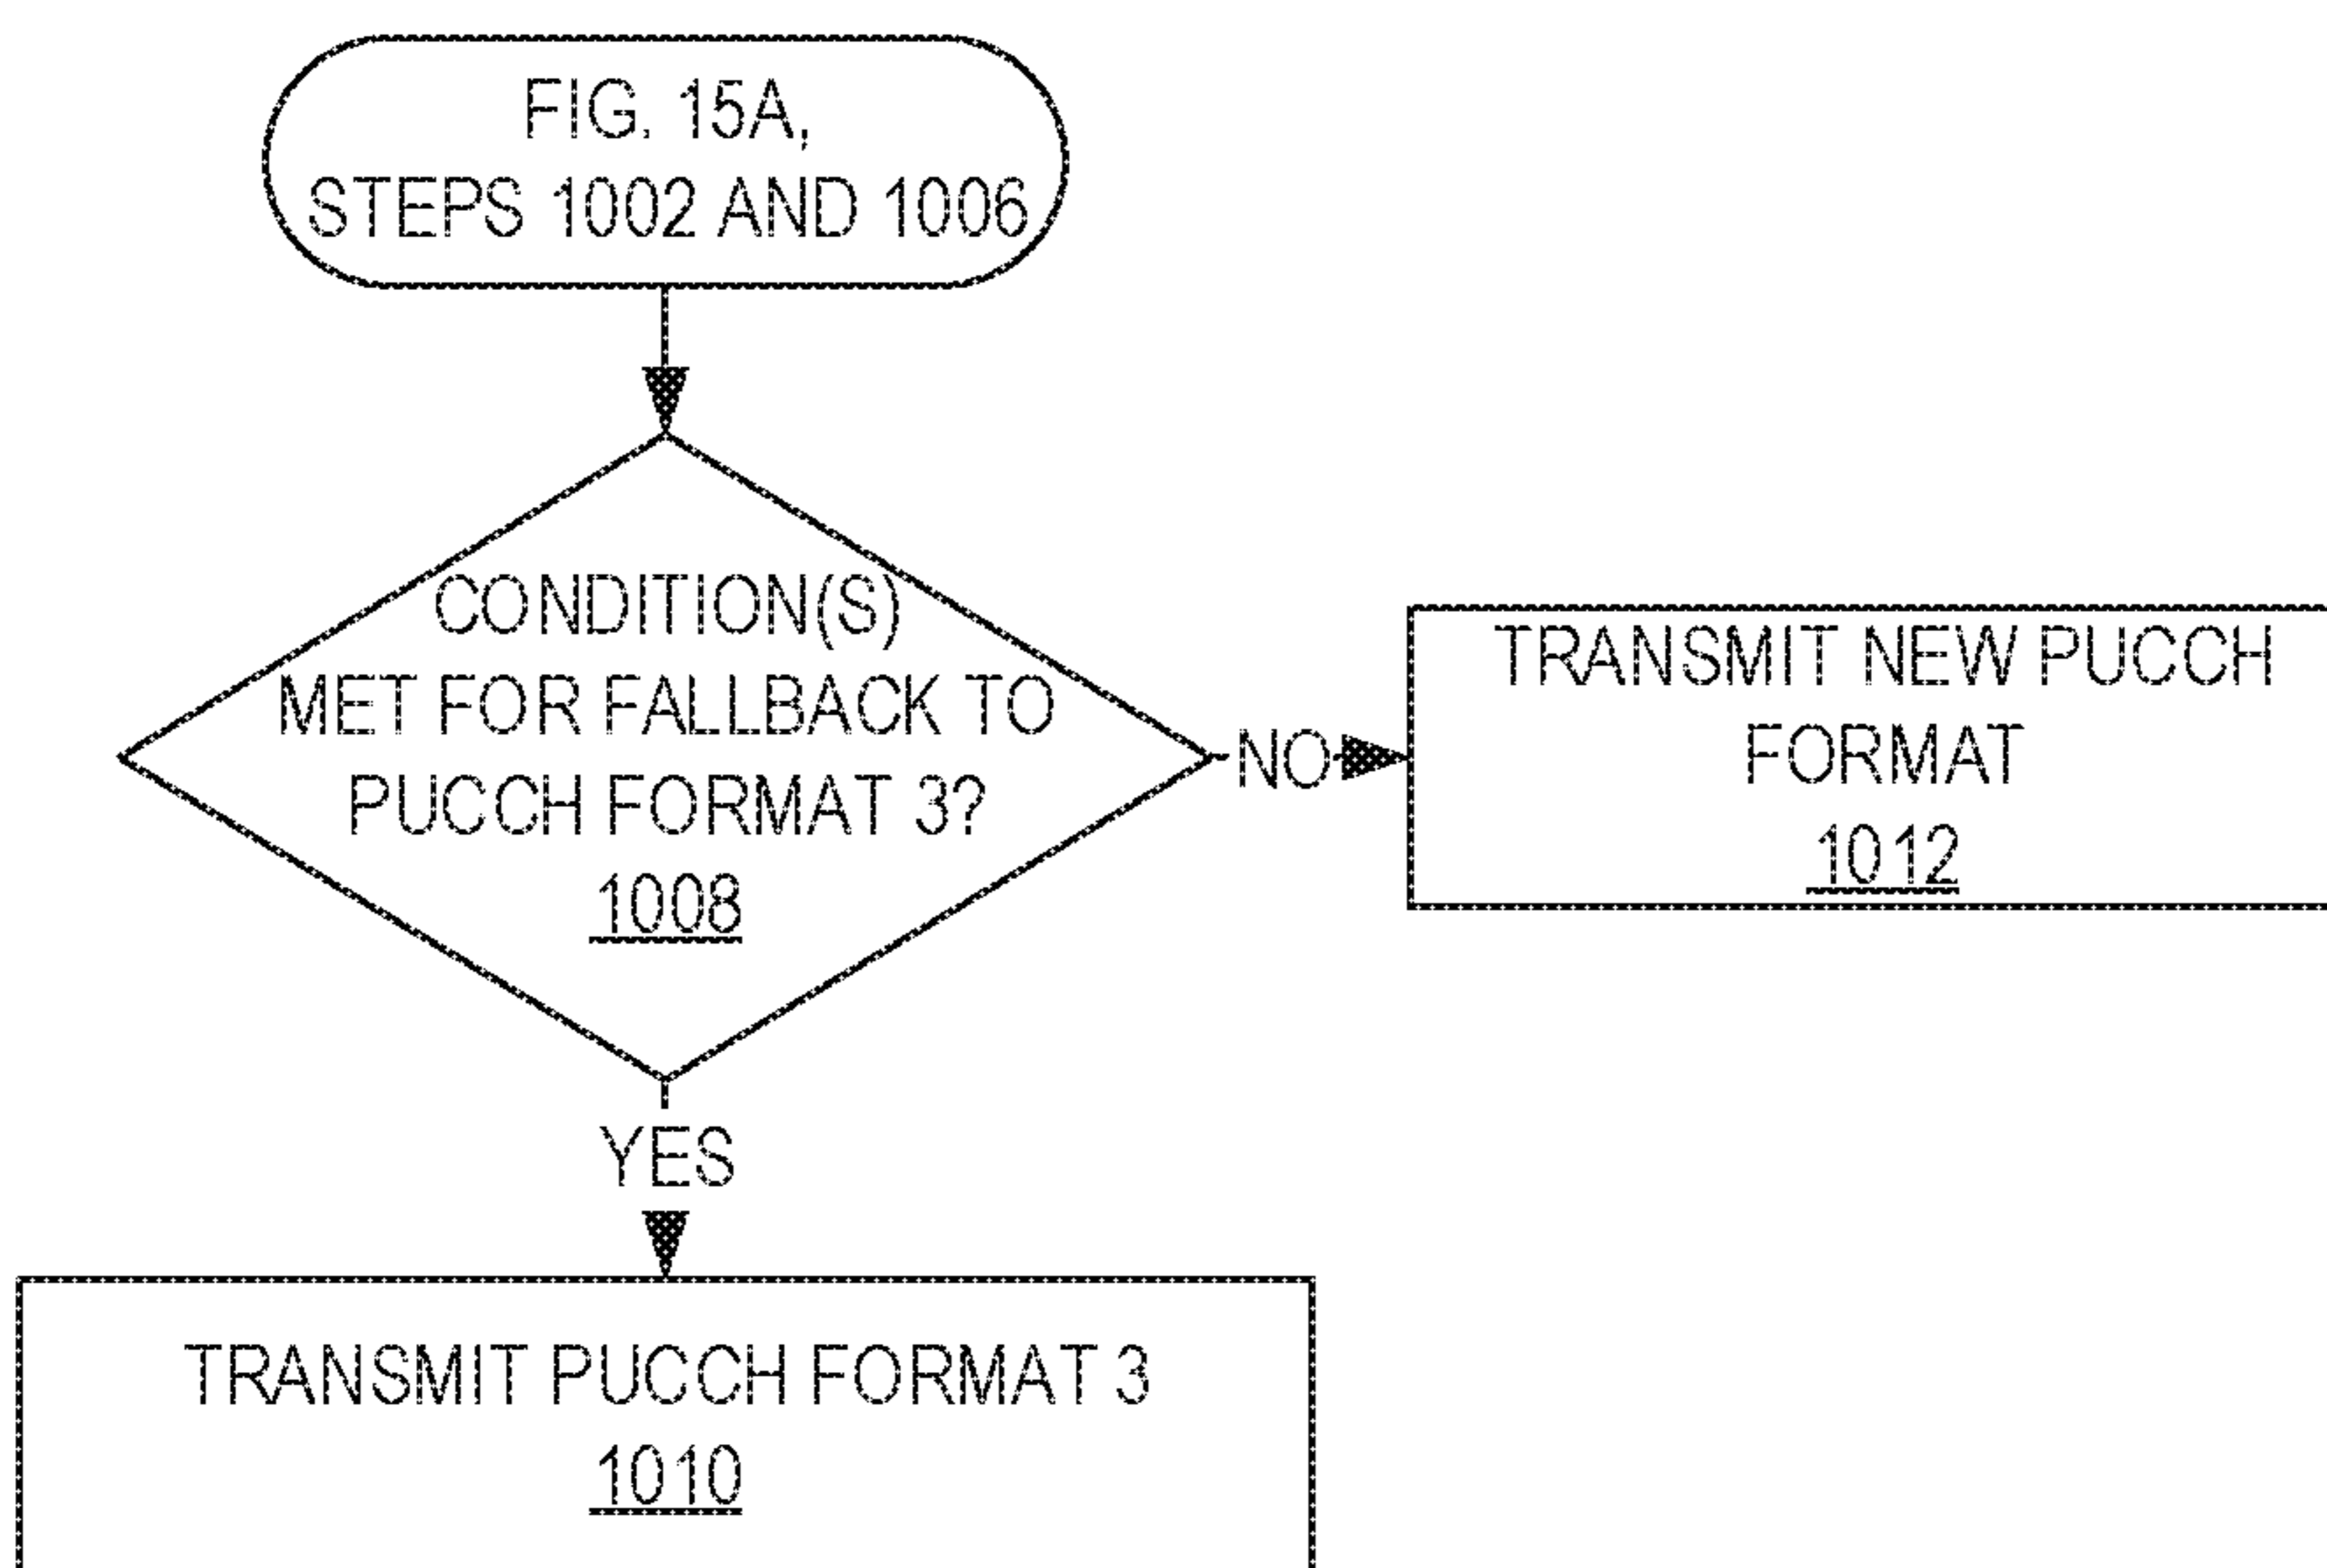 FIG. 15A,
STEPS 1002 AND 1006
CONDITION(S)
MET FOR FALLBACK TO
PUCCH FORMAT 3?
1008
NO
TRANSMIT NEW PUCCH
FORMAT
1012
YES
TRANSMIT PUCCH FORMAT 3
1010